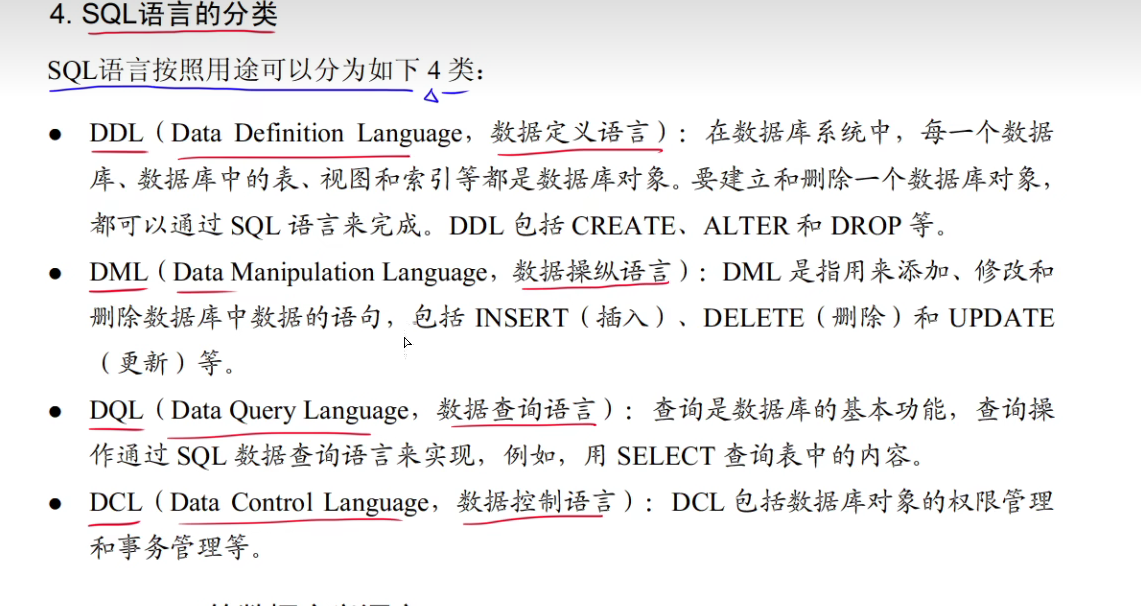 4. SQL语言的分类
SQL语言按照用途可以分为如下 4 类：
● DDL（Data Definition Language，数据定义语言）：在数据库系统中，每一个数据
库、数据库中的表、视图和索引等都是数据库对象。要建立和删除一个数据库对象，
都可以通过 SQL 语言来完成。DDL 包括 CREATE、ALTER 和 DROP 等。
● DML（Data Manipulation Language，数据操纵语言）：DML 是指用来添加、修改和
删除数据库中数据的语句，包括 INSERT（插入）、DELETE（删除）和 UPDATE
（更新）等。
● DQL（Data Query Language，数据查询语言）：查询是数据库的基本功能，查询操
作通过 SQL 数据查询语言来实现，例如，用 SELECT 查询表中的内容。
● DCL（Data Control Language，数据控制语言）：DCL 包括数据库对象的权限管理
和事务管理等。